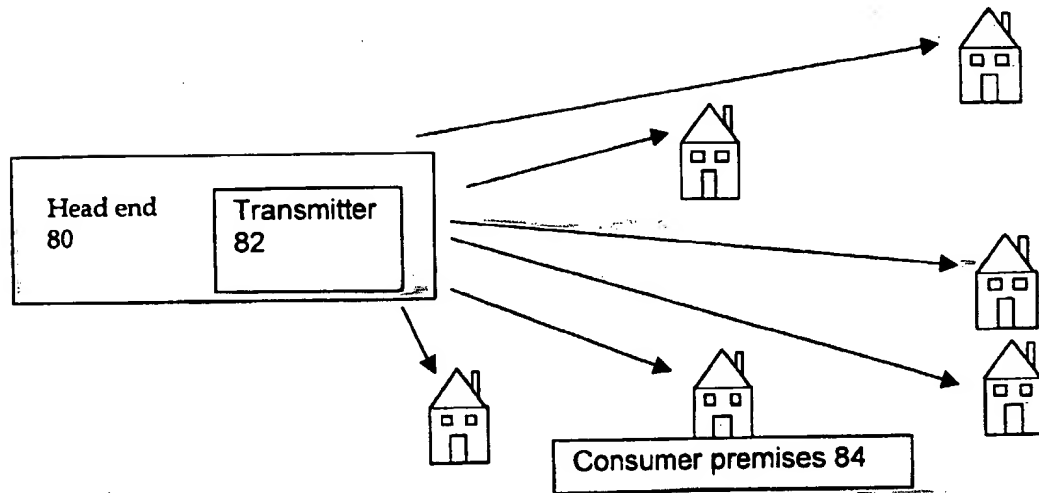 Head end
80
Transmitter
82
Consumer premises 84